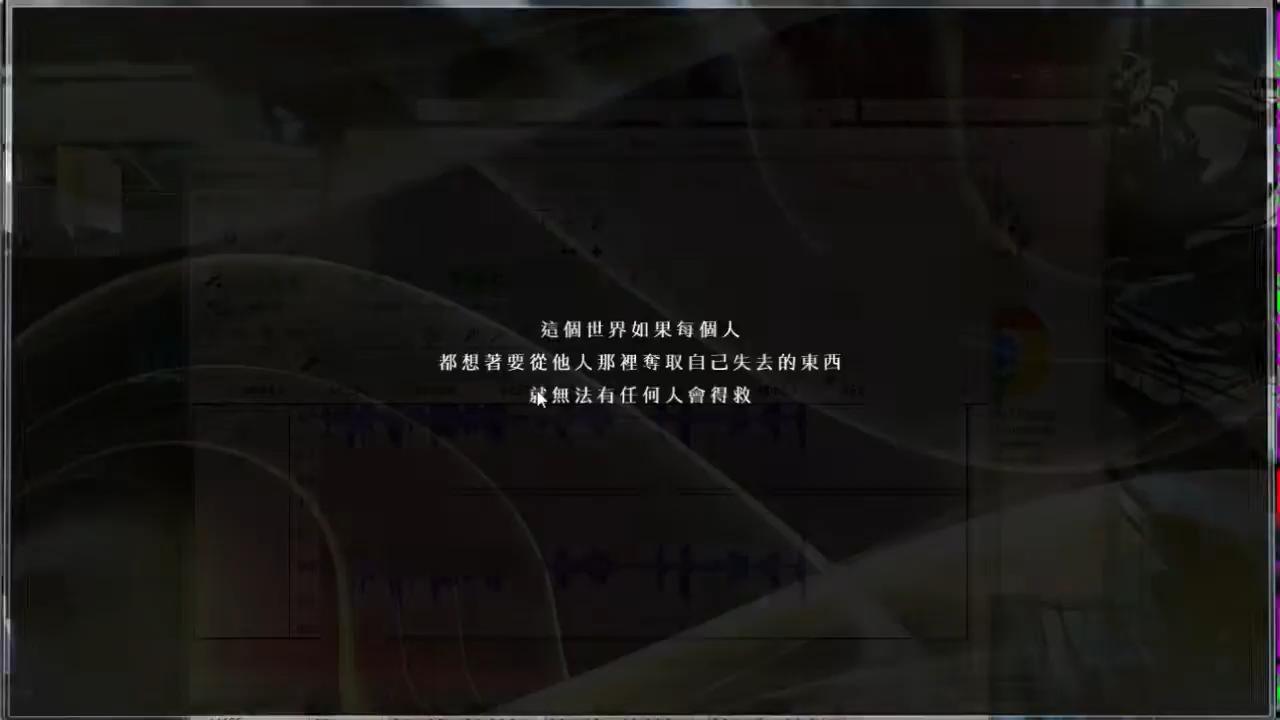 這個世界如果每個人
都想著要從他人那裡奪取自己失去的東西
就無法有任何人會得救